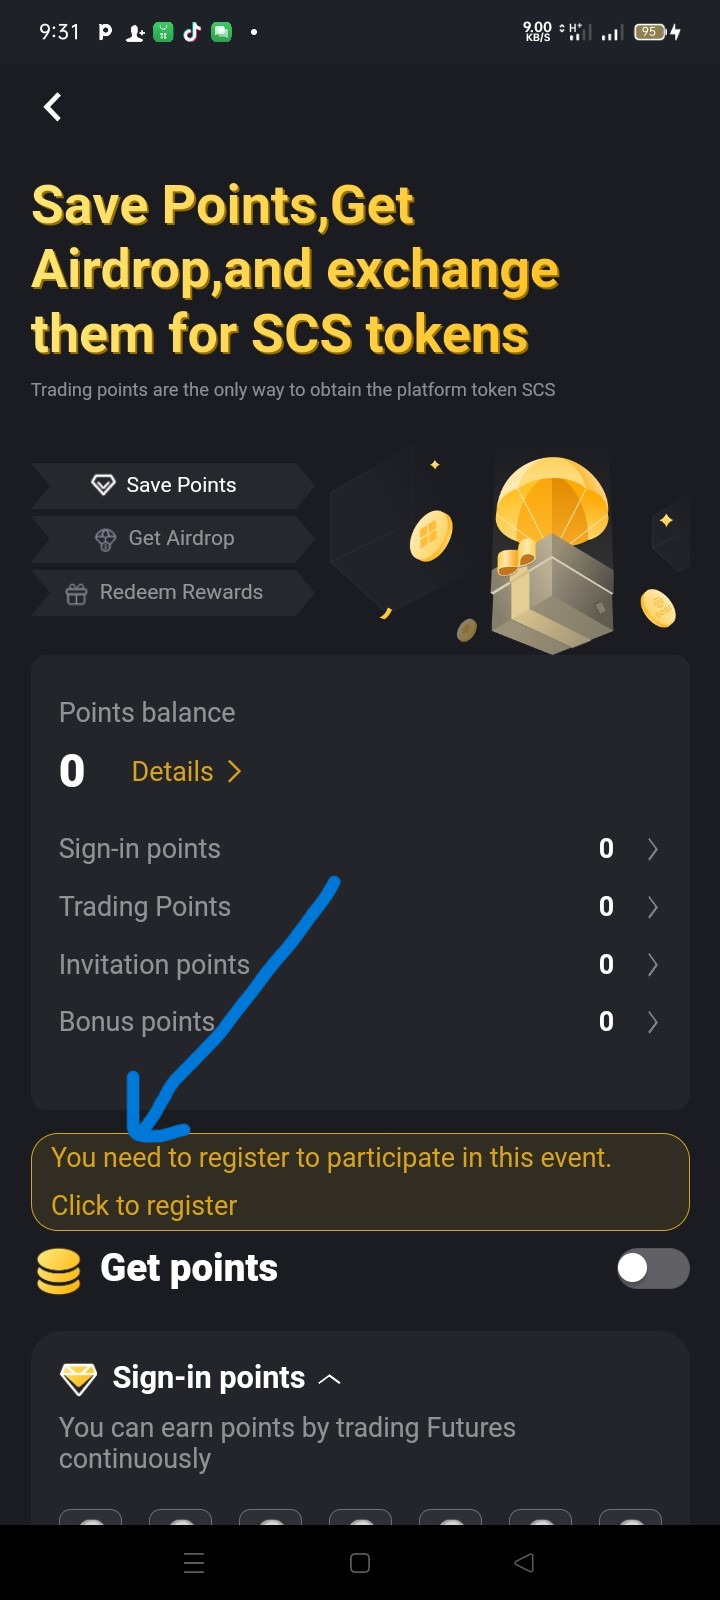 9:31
9.00
KB/S
H+
95
Save Points,Get
Airdrop,and exchange
them for SCS tokens
Trading points are the only way to obtain the platform token SCS
Save Points
Get Airdrop
Redeem Rewards
Points balance
0 Details
Sign-in points 0
Trading Points 0
Invitation points 0
Bonus points 0
You need to register to participate in this event.
Click to register
Get points
Sign-in points
You can earn points by trading Futures
continuously